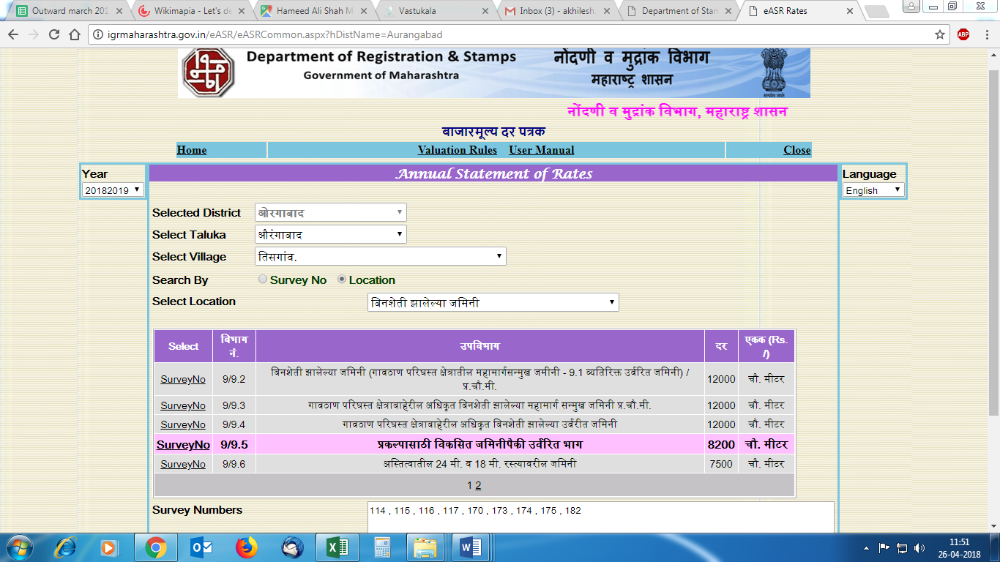 Outward march 201
Wikimapia - Let's de
Hameed Ali Shah M
Vastukala
Inbox (3) - akhilesh.
Department of Stam
eASR Rates
igrmaharashtra.gov.in/eASR/eASRCommon.aspx?hDistName=Aurangabad
ABP
Department of Registration & Stamps
Government of Maharashtra
नोंदणी व मुद्रांक विभाग
महाराष्ट्र शासन
नोंदणी व मुद्रांक विभाग, महाराष्ट्र शासन
बाजारमूल्य दर पत्रक
Home Valuation Rules User Manual Close
Year
20182019
Annual Statement of Rates
Language
English
Selected District औरंगाबाद
Select Taluka औरंगाबाद
Select Village तिसगांव.
Search By Survey No Location
Select Location बिनशेती झालेल्या जमिनी
Select विभाग नं. उपविभाग दर एकक (Rs. /)
SurveyNo 9/9.2 बिनशेती झालेल्या जमिनी (गावठाण परिघस्त क्षेत्रातील महामार्गसन्मुख जमीनी - 9.1 व्यतिरिक्त उर्वरित जमिनी) / प्र.चौ.मी. 12000 चौ. मीटर
SurveyNo 9/9.3 गावठाण परिघस्त क्षेत्राबाहेरील अधिकृत बिनशेती झालेल्या महामार्ग सन्मुख जमिनी प्र.चौ.मी. 12000 चौ. मीटर
SurveyNo 9/9.4 गावठाण परिघस्त क्षेत्राबाहेरील अधिकृत बिनशेती झालेल्या उर्वरीत जमिनी 12000 चौ. मीटर
SurveyNo 9/9.5 प्रकल्पासाठी विकसित जमिनीपैकी उर्वरित भाग 8200 चौ. मीटर
SurveyNo 9/9.6 अस्तित्वातील 24 मी. व 18 मी. रस्त्यावरील जमिनी 7500 चौ. मीटर
1 2
Survey Numbers 114 , 115 , 116 , 117 , 170 , 173 , 174 , 175 , 182
11:51
26-04-2018